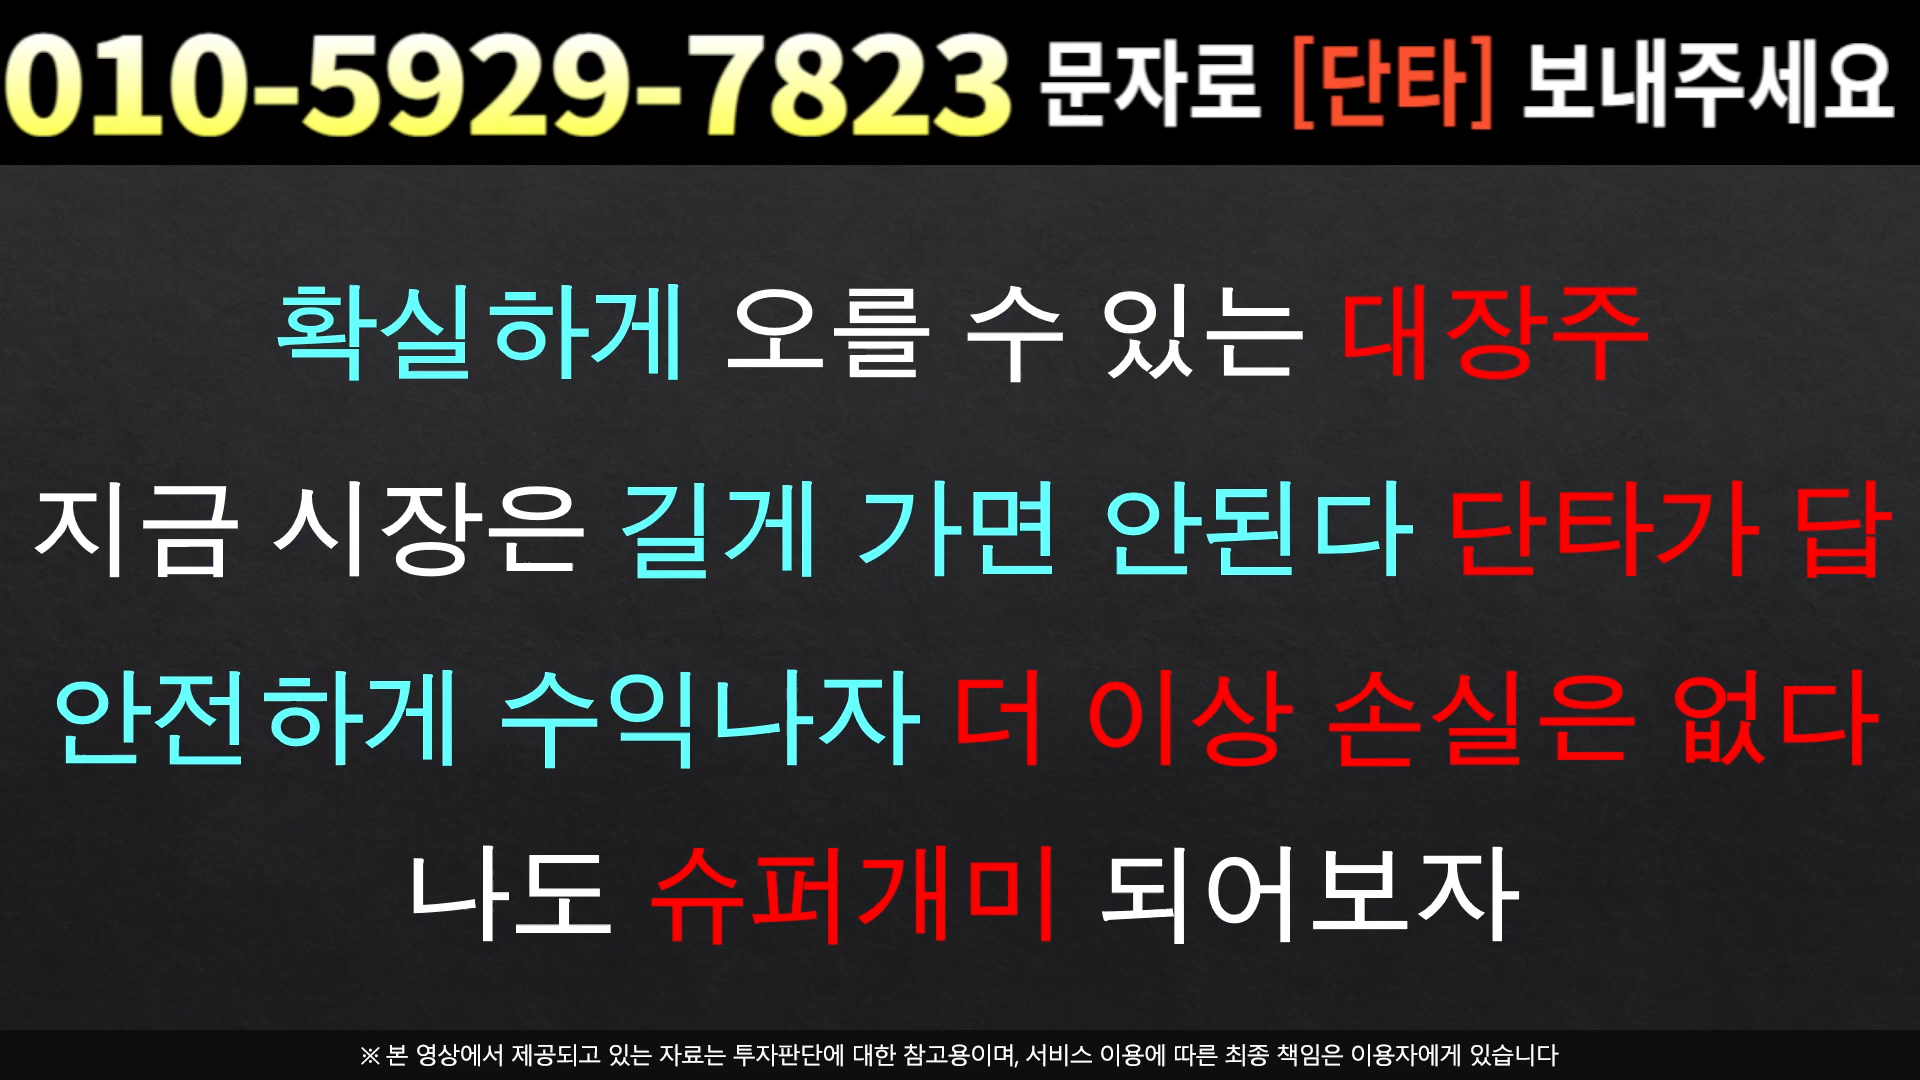 010-5929-7823 문자로 [단타] 보내주세요
확실하게 오를 수 있는 대장주
지금 시장은 길게 가면 안된다 단타가 답
안전하게 수익나자 더 이상 손실은 없다
나도 슈퍼개미 되어보자
※ 본 영상에서 제공되고 있는 자료는 투자판단에 대한 참고용이며, 서비스 이용에 따른 최종 책임은 이용자에게 있습니다